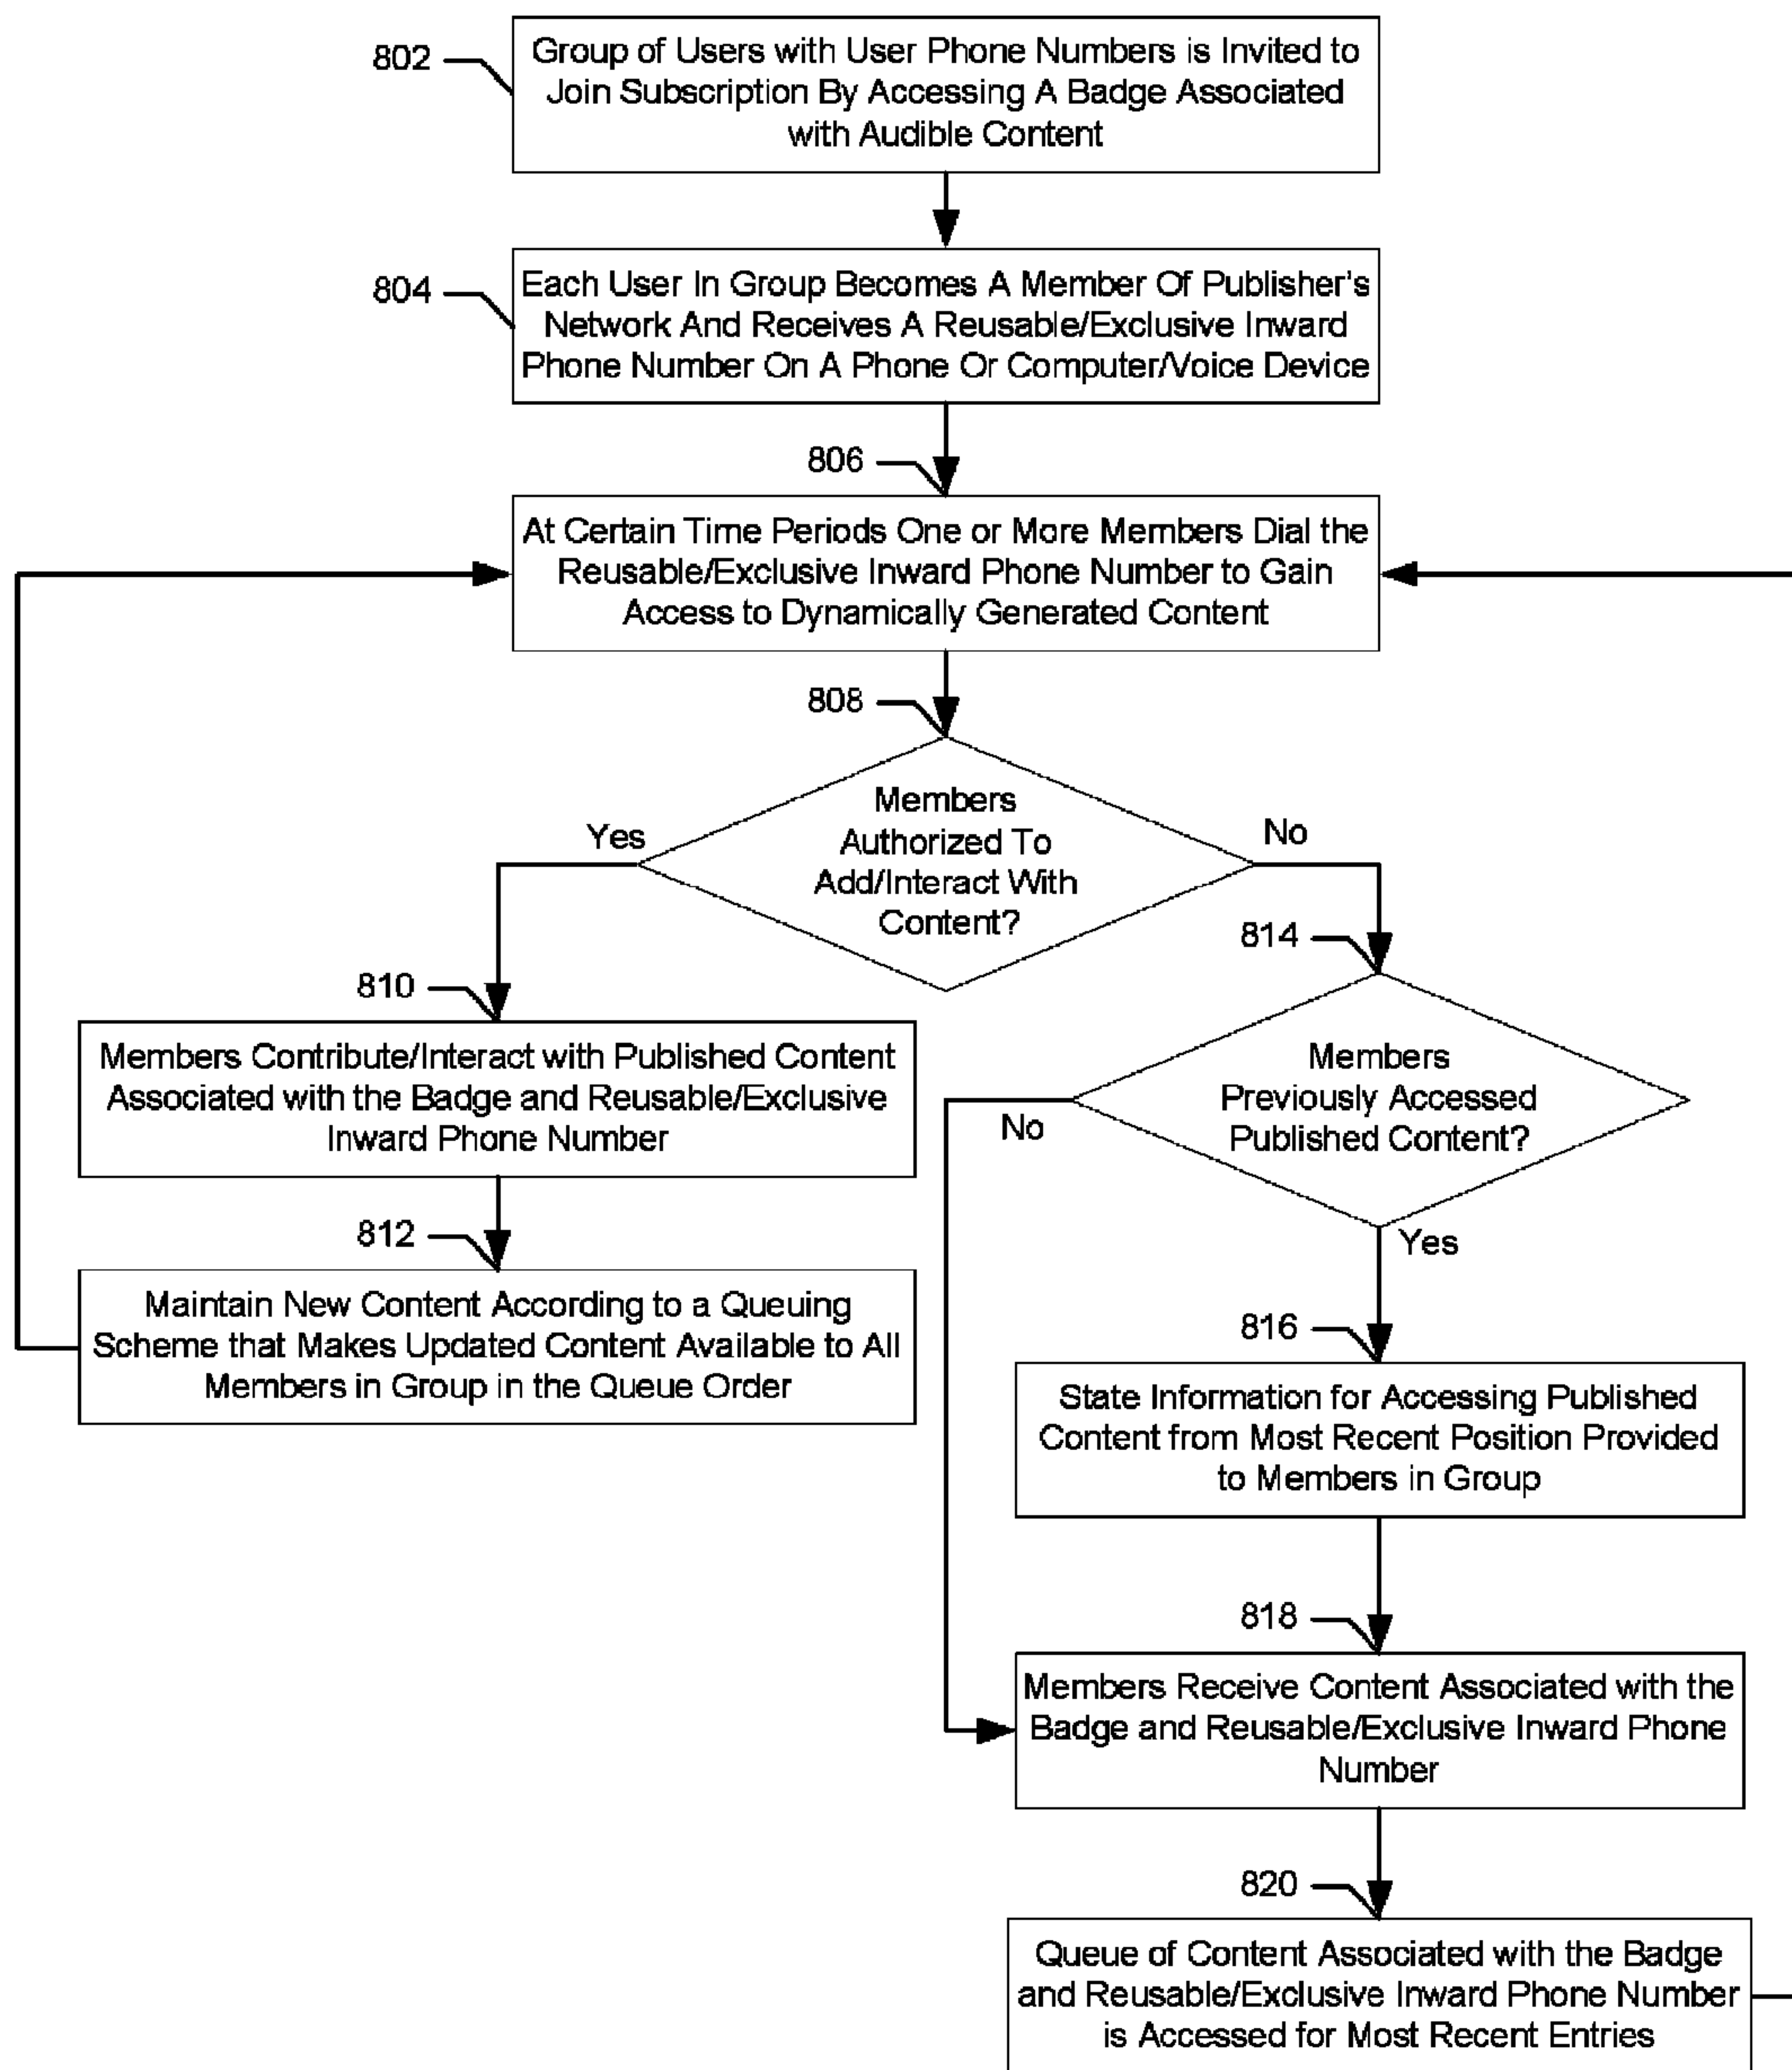 802
Group of Users with User Phone Numbers is Invited to
Join Subscription By Accessing A Badge Associated
with Audible Content
804
Each User In Group Becomes A Member Of Publisher's
Network And Receives A Reusable/Exclusive Inward
Phone Number On A Phone Or Computer/Voice Device
806
At Certain Time Periods One or More Members Dial the
Reusable/Exclusive Inward Phone Number to Gain
Access to Dynamically Generated Content
808
Members
Authorized To
Add/Interact With
Content?
Yes
No
810
Members Contribute/Interact with Published Content
Associated with the Badge and Reusable/Exclusive
Inward Phone Number
812
Maintain New Content According to a Queuing
Scheme that Makes Updated Content Available to All
Members in Group in the Queue Order
814
Members
Previously Accessed
Published Content?
No
Yes
816
State Information for Accessing Published
Content from Most Recent Position Provided
to Members in Group
818
Members Receive Content Associated with the
Badge and Reusable/Exclusive Inward Phone
Number
820
Queue of Content Associated with the Badge
and Reusable/Exclusive Inward Phone Number
is Accessed for Most Recent Entries